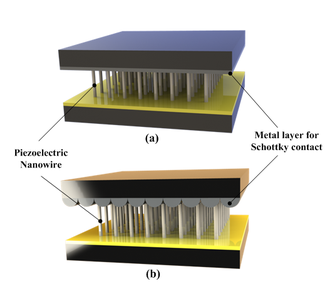 (a)
Piezoelectric
Nanowire
Metal layer for
Schottky contact
(b)